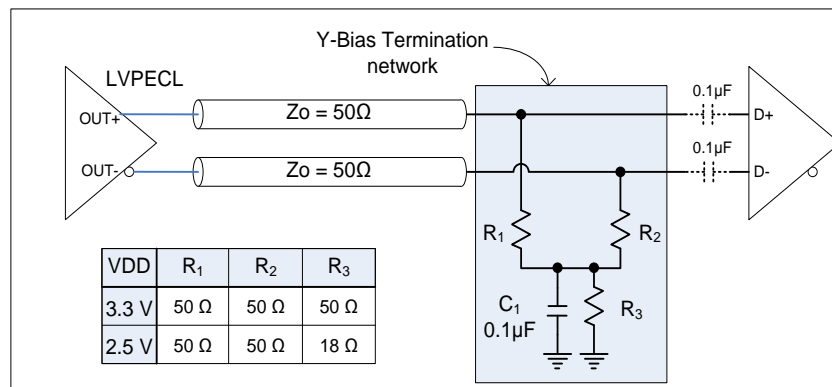 Y-Bias Termination
network
LVPECL
0.1µF
OUT+
Zo = 50Ω
D+
0.1µF
OUT-
Zo = 50Ω
D-
R1
R2
VDD R1 R2 R3
3.3 V 50 Ω 50 Ω 50 Ω
2.5 V 50 Ω 50 Ω 18 Ω
C1
0.1µF
R3